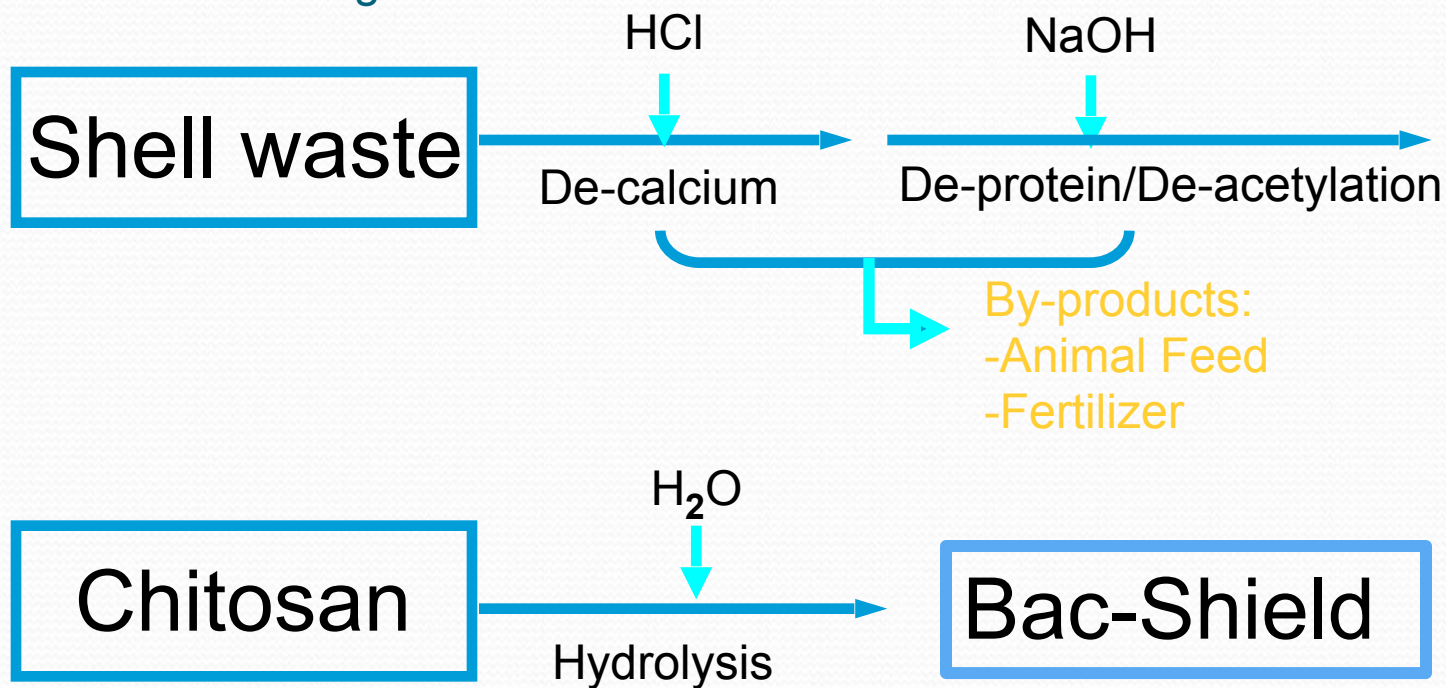 HCl
NaOH
Shell waste
De-calcium
De-protein/De-acetylation
By-products:
-Animal Feed
-Fertilizer
H₂O
Chitosan
Bac-Shield
Hydrolysis